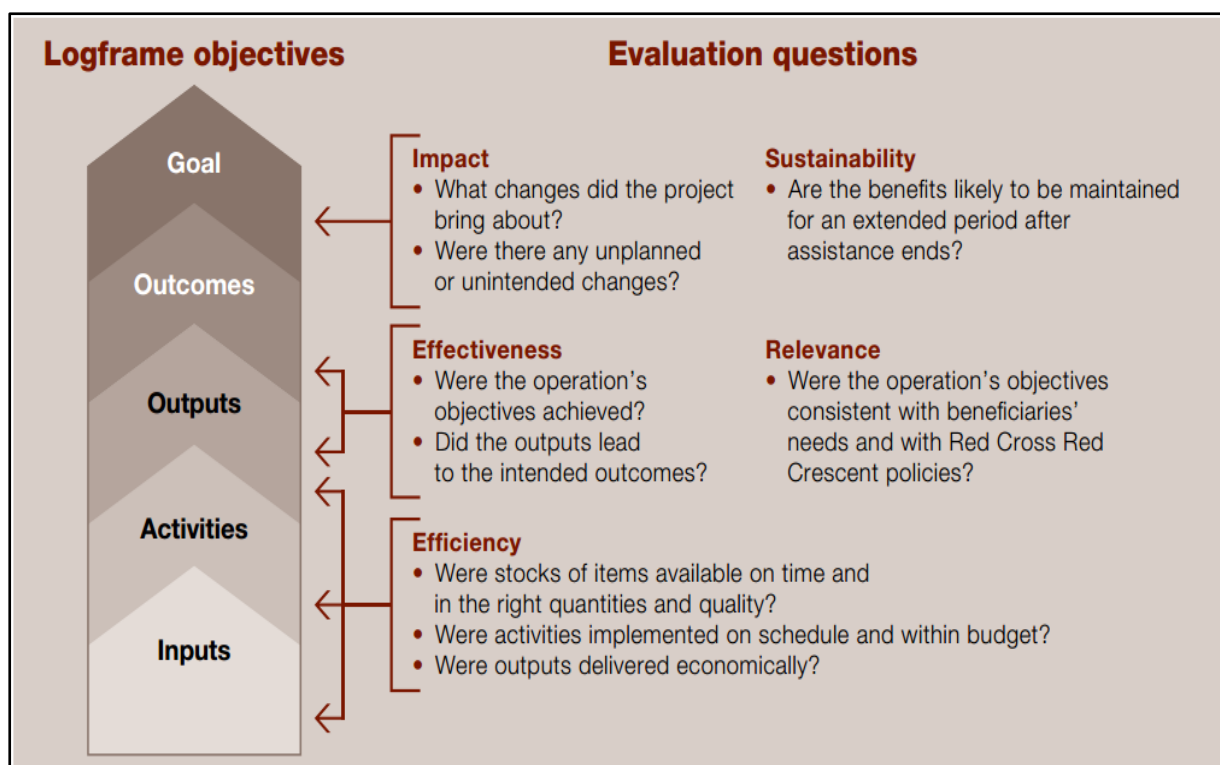 Logframe objectives
Evaluation questions
Goal
Outcomes
Outputs
Activities
Inputs
Impact
• What changes did the project
bring about?
• Were there any unplanned
or unintended changes?
Sustainability
• Are the benefits likely to be maintained
for an extended period after
assistance ends?
Effectiveness
• Were the operation’s
objectives achieved?
• Did the outputs lead
to the intended outcomes?
Relevance
• Were the operation’s objectives
consistent with beneficiaries’
needs and with Red Cross Red
Crescent policies?
Efficiency
• Were stocks of items available on time and
in the right quantities and quality?
• Were activities implemented on schedule and within budget?
• Were outputs delivered economically?